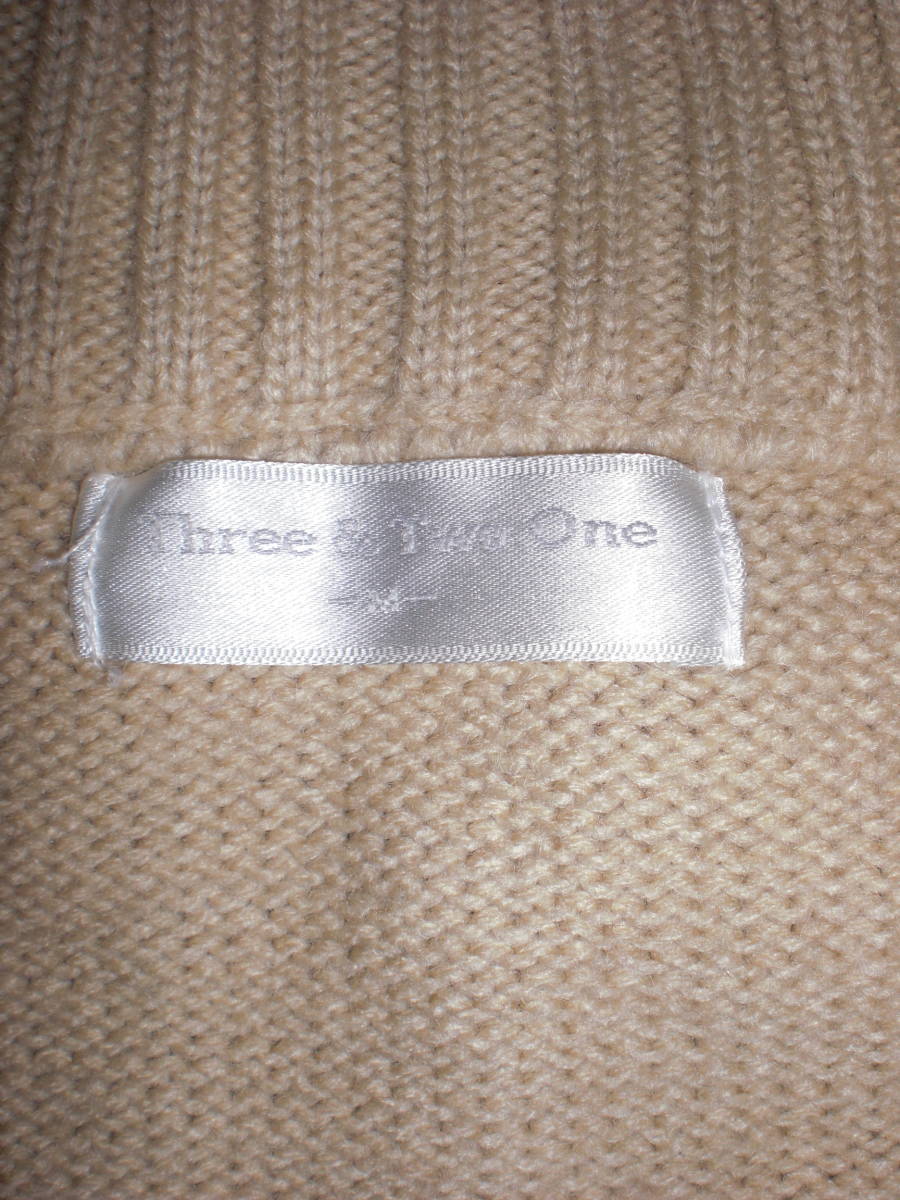 Three & Two One
-M-